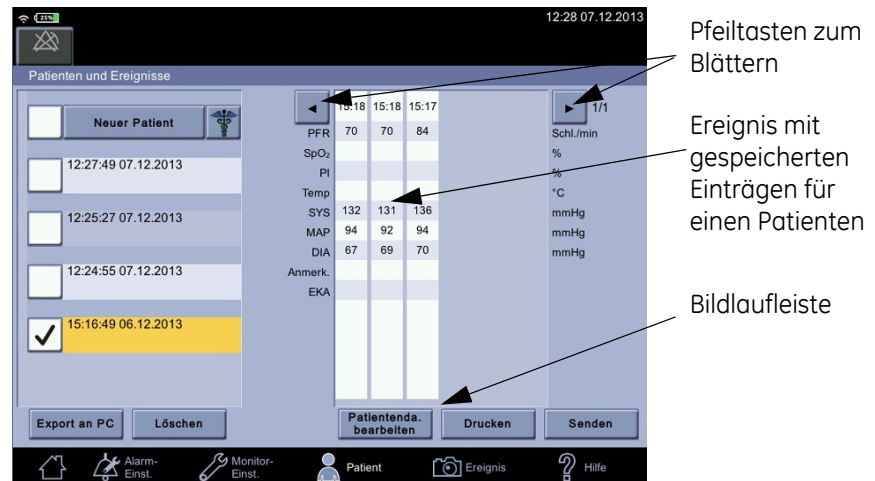 25%
12:28 07.12.2013
Patienten und Ereignisse
Neuer Patient
12:27:49 07.12.2013
12:25:27 07.12.2013
12:24:55 07.12.2013
15:16:49 06.12.2013
15:18 15:18 15:17 1/1
PFR 70 70 84 Schl./min
SpO₂ %
PI %
Temp °C
SYS 132 131 136 mmHg
MAP 94 92 94 mmHg
DIA 67 69 70 mmHg
Anmerk.
EKA
Export an PC
Löschen
Patientenda.
bearbeiten
Drucken
Senden
Alarm-
Einst.
Monitor-
Einst.
Patient
Ereignis
Hilfe
Pfeiltasten zum
Blättern
Ereignis mit
gespeicherten
Einträgen für
einen Patienten
Bildlaufleiste